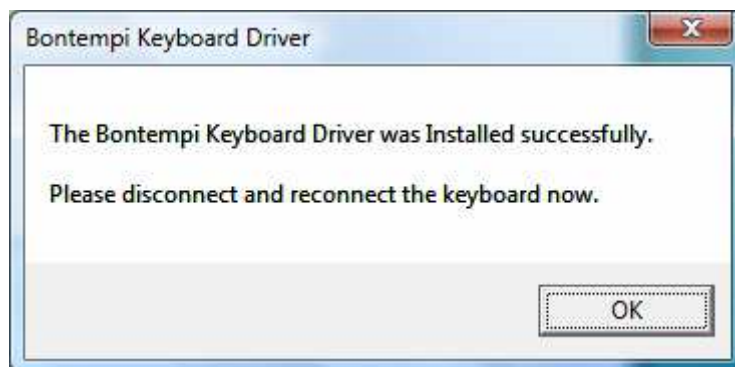 Bontempi Keyboard Driver
The Bontempi Keyboard Driver was Installed successfully.
Please disconnect and reconnect the keyboard now.
OK